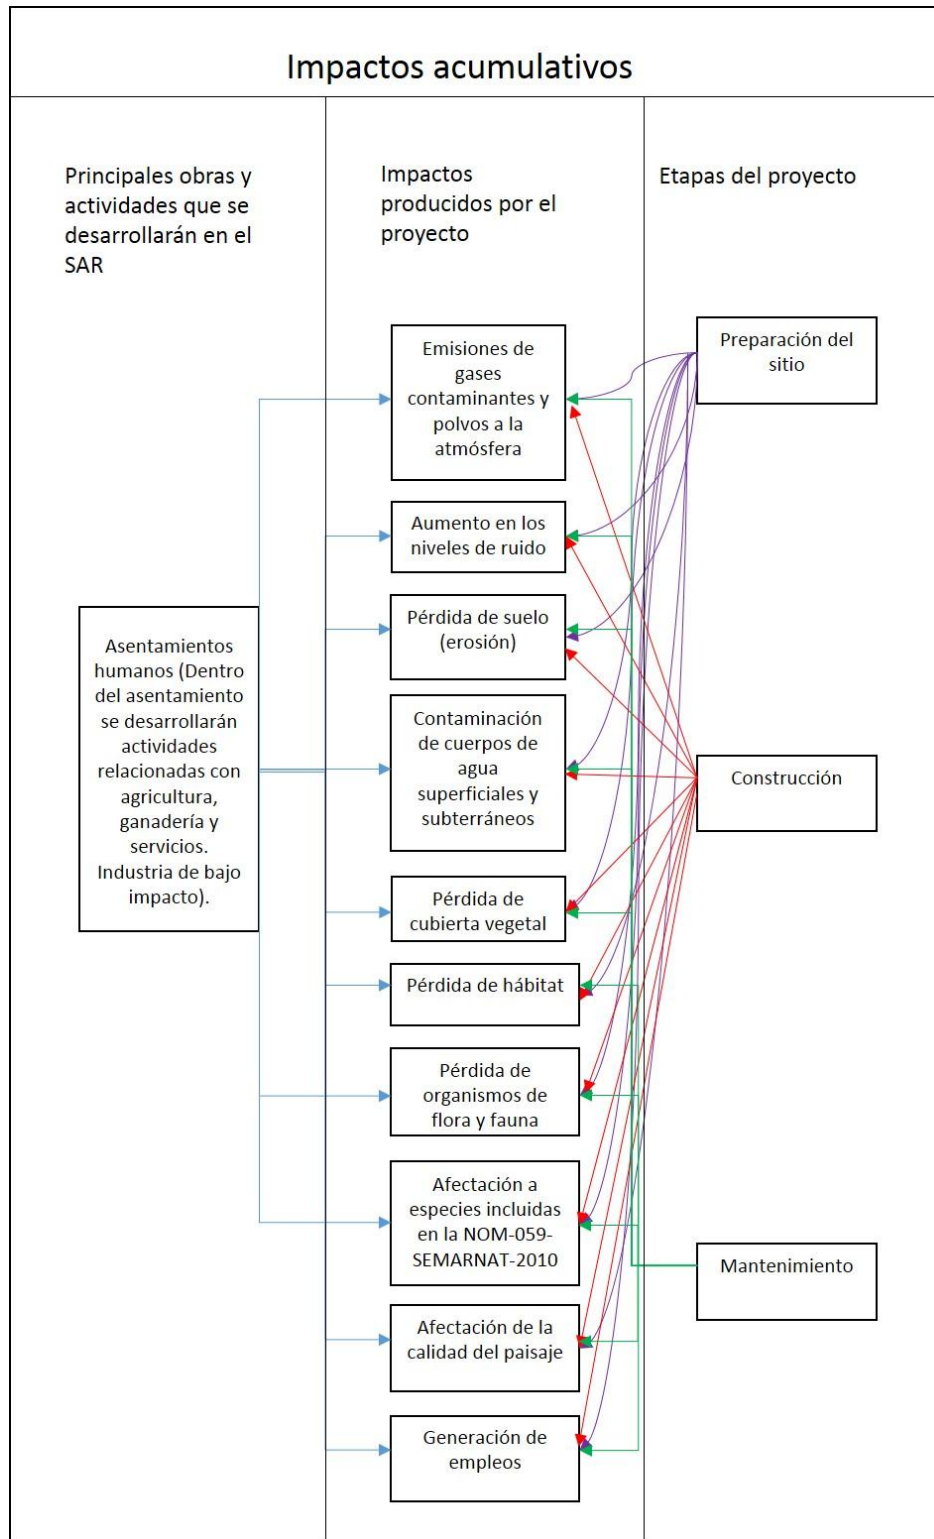 Impactos acumulativos
Principales obras y
actividades que se
desarrollarán en el
SAR
Impactos
producidos por el
proyecto
Etapas del proyecto
Asentamientos
humanos (Dentro
del asentamiento
se desarrollarán
actividades
relacionadas con
agricultura,
ganadería y
servicios.
Industria de bajo
impacto).
Emisiones de
gases
contaminantes y
polvos a la
atmósfera
Aumento en los
niveles de ruido
Pérdida de suelo
(erosión)
Contaminación
de cuerpos de
agua
superficiales y
subterráneos
Pérdida de
cubierta vegetal
Pérdida de hábitat
Pérdida de
organismos de
flora y fauna
Afectación a
especies incluidas
en la NOM-059-
SEMARNAT-2010
Afectación de la
calidad del paisaje
Generación de
empleos
Preparación del
sitio
Construcción
Mantenimiento